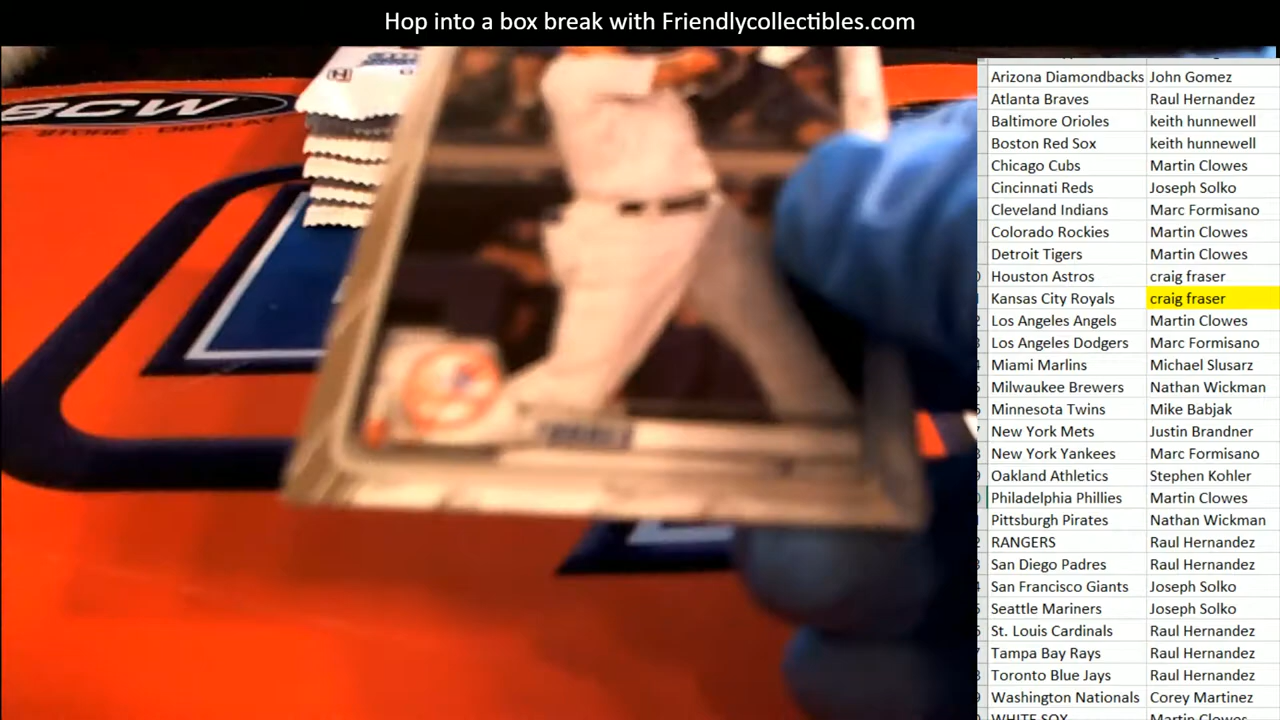 Hop into a box break with Friendlycollectibles.com
BCW
STORE DISPLAY
Arizona Diamondbacks John Gomez
Atlanta Braves Raul Hernandez
Baltimore Orioles keith hunnewell
Boston Red Sox keith hunnewell
Chicago Cubs Martin Clowes
Cincinnati Reds Joseph Solko
Cleveland Indians Marc Formisano
Colorado Rockies Martin Clowes
Detroit Tigers Martin Clowes
Houston Astros craig fraser
Kansas City Royals craig fraser
Los Angeles Angels Martin Clowes
Los Angeles Dodgers Marc Formisano
Miami Marlins Michael Slusarz
Milwaukee Brewers Nathan Wickman
Minnesota Twins Mike Babjak
New York Mets Justin Brandner
New York Yankees Marc Formisano
Oakland Athletics Stephen Kohler
Philadelphia Phillies Martin Clowes
Pittsburgh Pirates Nathan Wickman
RANGERS Raul Hernandez
San Diego Padres Raul Hernandez
San Francisco Giants Joseph Solko
Seattle Mariners Joseph Solko
St. Louis Cardinals Raul Hernandez
Tampa Bay Rays Raul Hernandez
Toronto Blue Jays Raul Hernandez
Washington Nationals Corey Martinez
WHITE SOX Martin Clowes